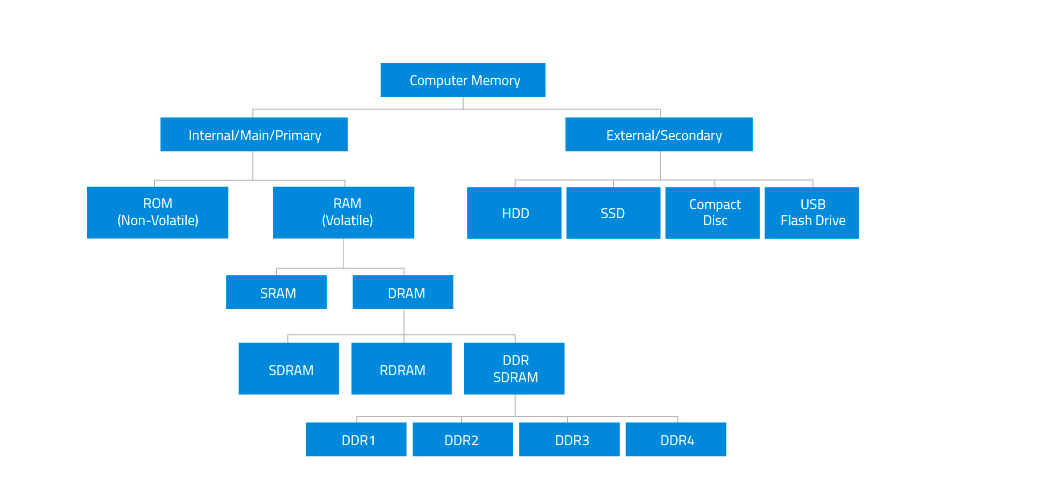 Computer Memory
Internal/Main/Primary
External/Secondary
ROM
(Non-Volatile)
RAM
(Volatile)
HDD
SSD
Compact
Disc
USB
Flash Drive
SRAM
DRAM
SDRAM
RDRAM
DDR
SDRAM
DDR1
DDR2
DDR3
DDR4